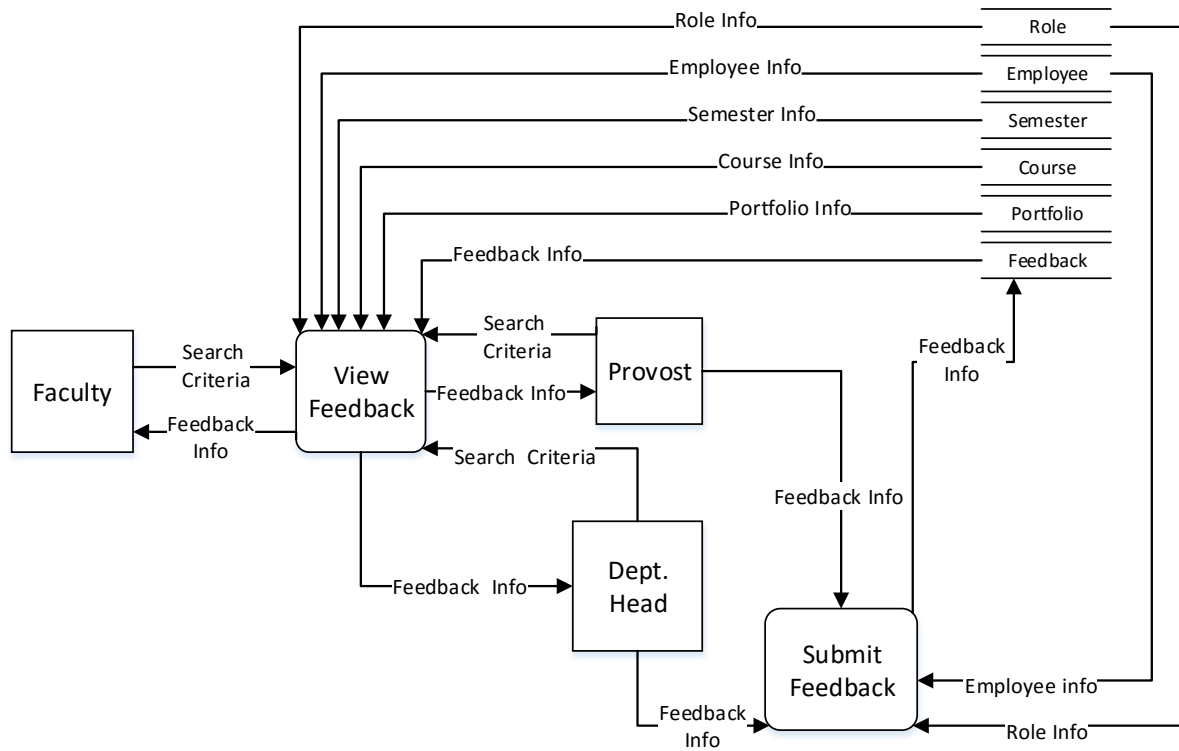 Role Info
Role
Employee Info
Employee
Semester Info
Semester
Course Info
Course
Portfolio Info
Portfolio
Feedback Info
Feedback
Faculty
Search
Criteria
Feedback
Info
View
Feedback
Search
Criteria
Feedback Info
Provost
Search Criteria
Feedback
Info
Feedback Info
Feedback Info
Dept.
Head
Submit
Feedback
Employee info
Feedback
Info
Role Info